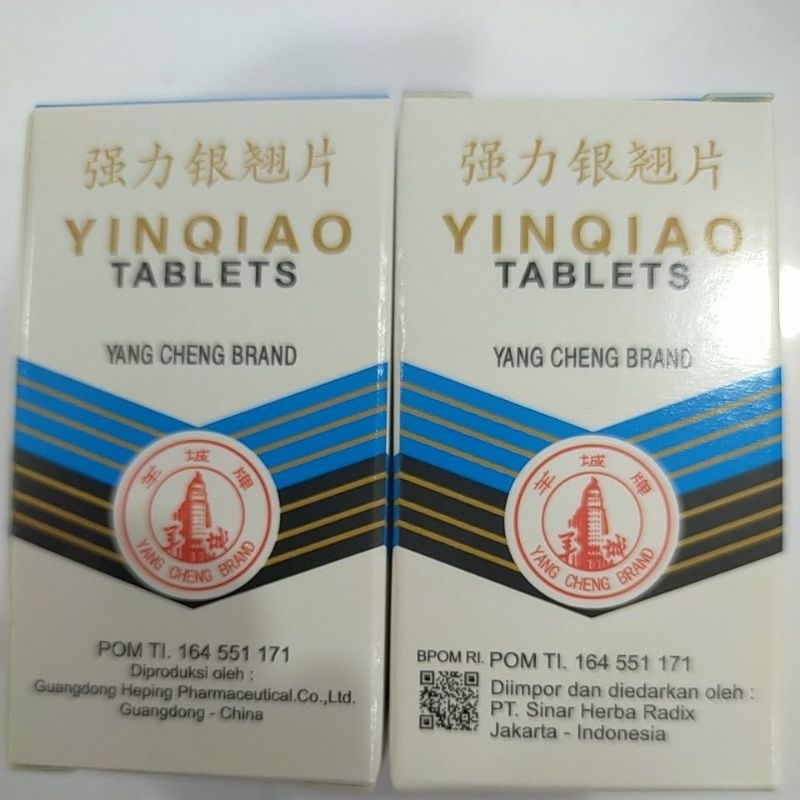 强力银翘片
YINQIAO
TABLETS
YANG CHENG BRAND
羊城牌
YANG CHENG BRAND
POM TI. 164 551 171
Diproduksi oleh :
Guangdong Heping Pharmaceutical.Co.,Ltd.
Guangdong - China
强力银翘片
YINQIAO
TABLETS
YANG CHENG BRAND
羊城牌
YANG CHENG BRAND
BPOM RI. POM TI. 164 551 171
Diimpor dan diedarkan oleh :
PT. Sinar Herba Radix
Jakarta - Indonesia